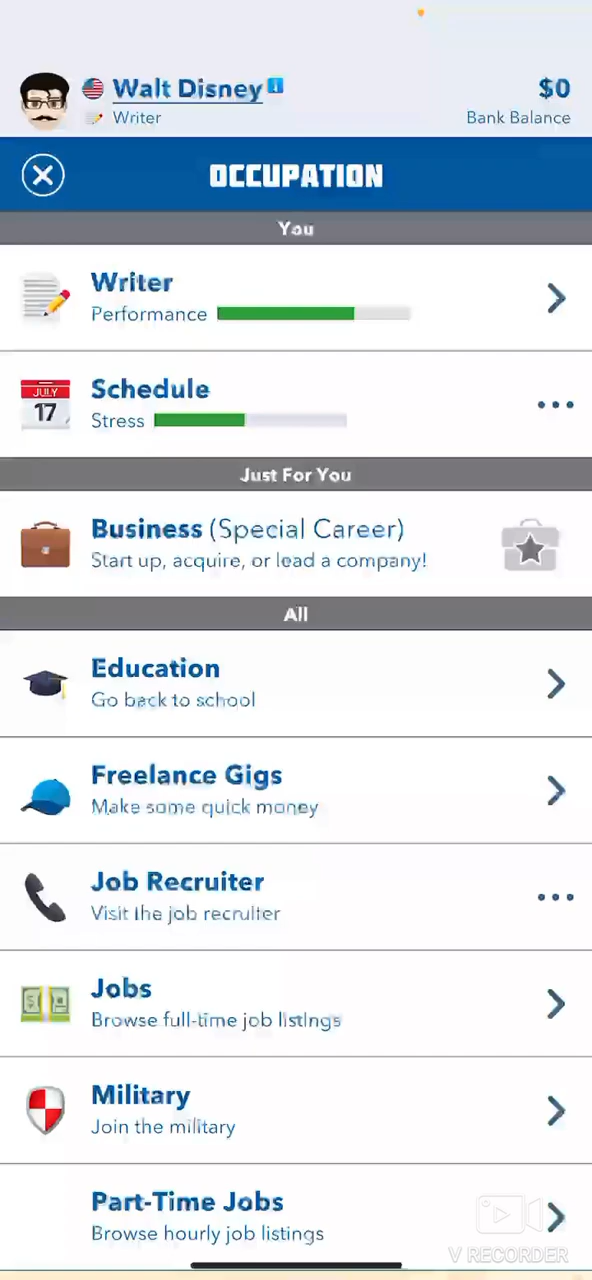 Walt Disney
$0
Writer
Bank Balance
OCCUPATION
You
Writer
Performance
JULY
17
Schedule
Stress
Just For You
Business (Special Career)
Start up, acquire, or lead a company!
All
Education
Go back to school
Freelance Gigs
Make some quick money
Job Recruiter
Visit the job recruiter
Jobs
Browse full-time job listings
Military
Join the military
Part-Time Jobs
Browse hourly job listings
V RECORDER